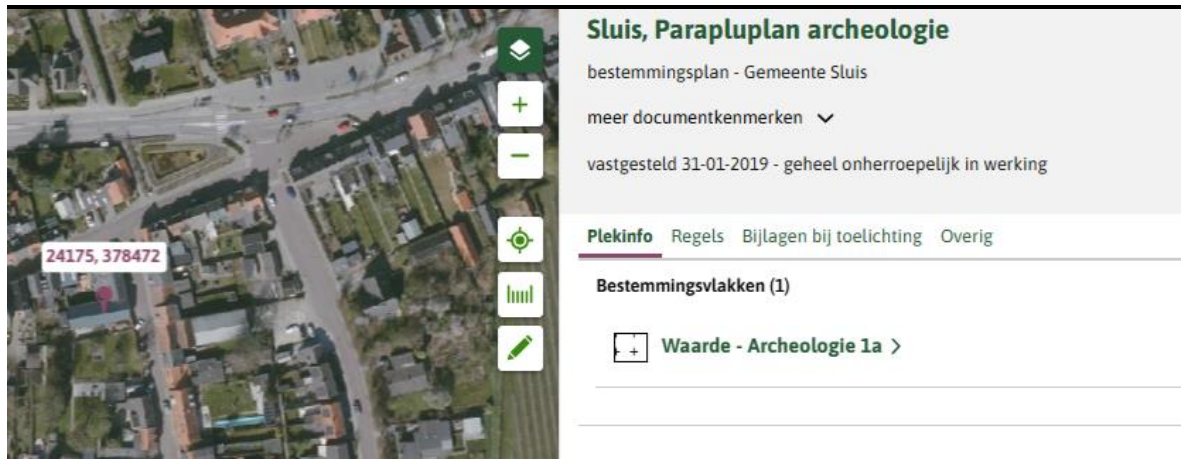 24175, 378472
Sluis, Parapluplan archeologie
bestemmingsplan - Gemeente Sluis
meer documentkenmerken
vastgesteld 31-01-2019 - geheel onherroepelijk in werking
Plekinfo Regels Bijlagen bij toelichting Overig
Bestemmingsvlakken (1)
Waarde - Archeologie 1a >